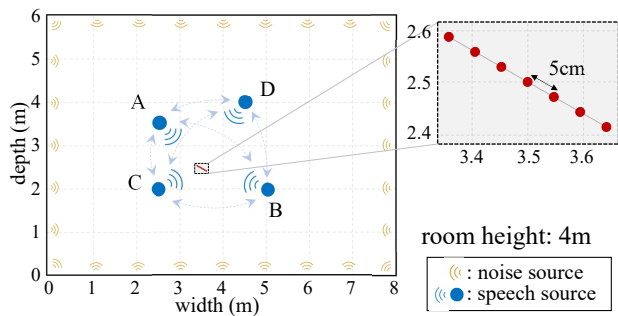 6
5
4
3
2
1
0
depth (m)
0 1 2 3 4 5 6 7 8
width (m)
A
D
C
B
2.6
2.5
2.4
3.4 3.5 3.6
5cm
room height: 4m
: noise source
: speech source